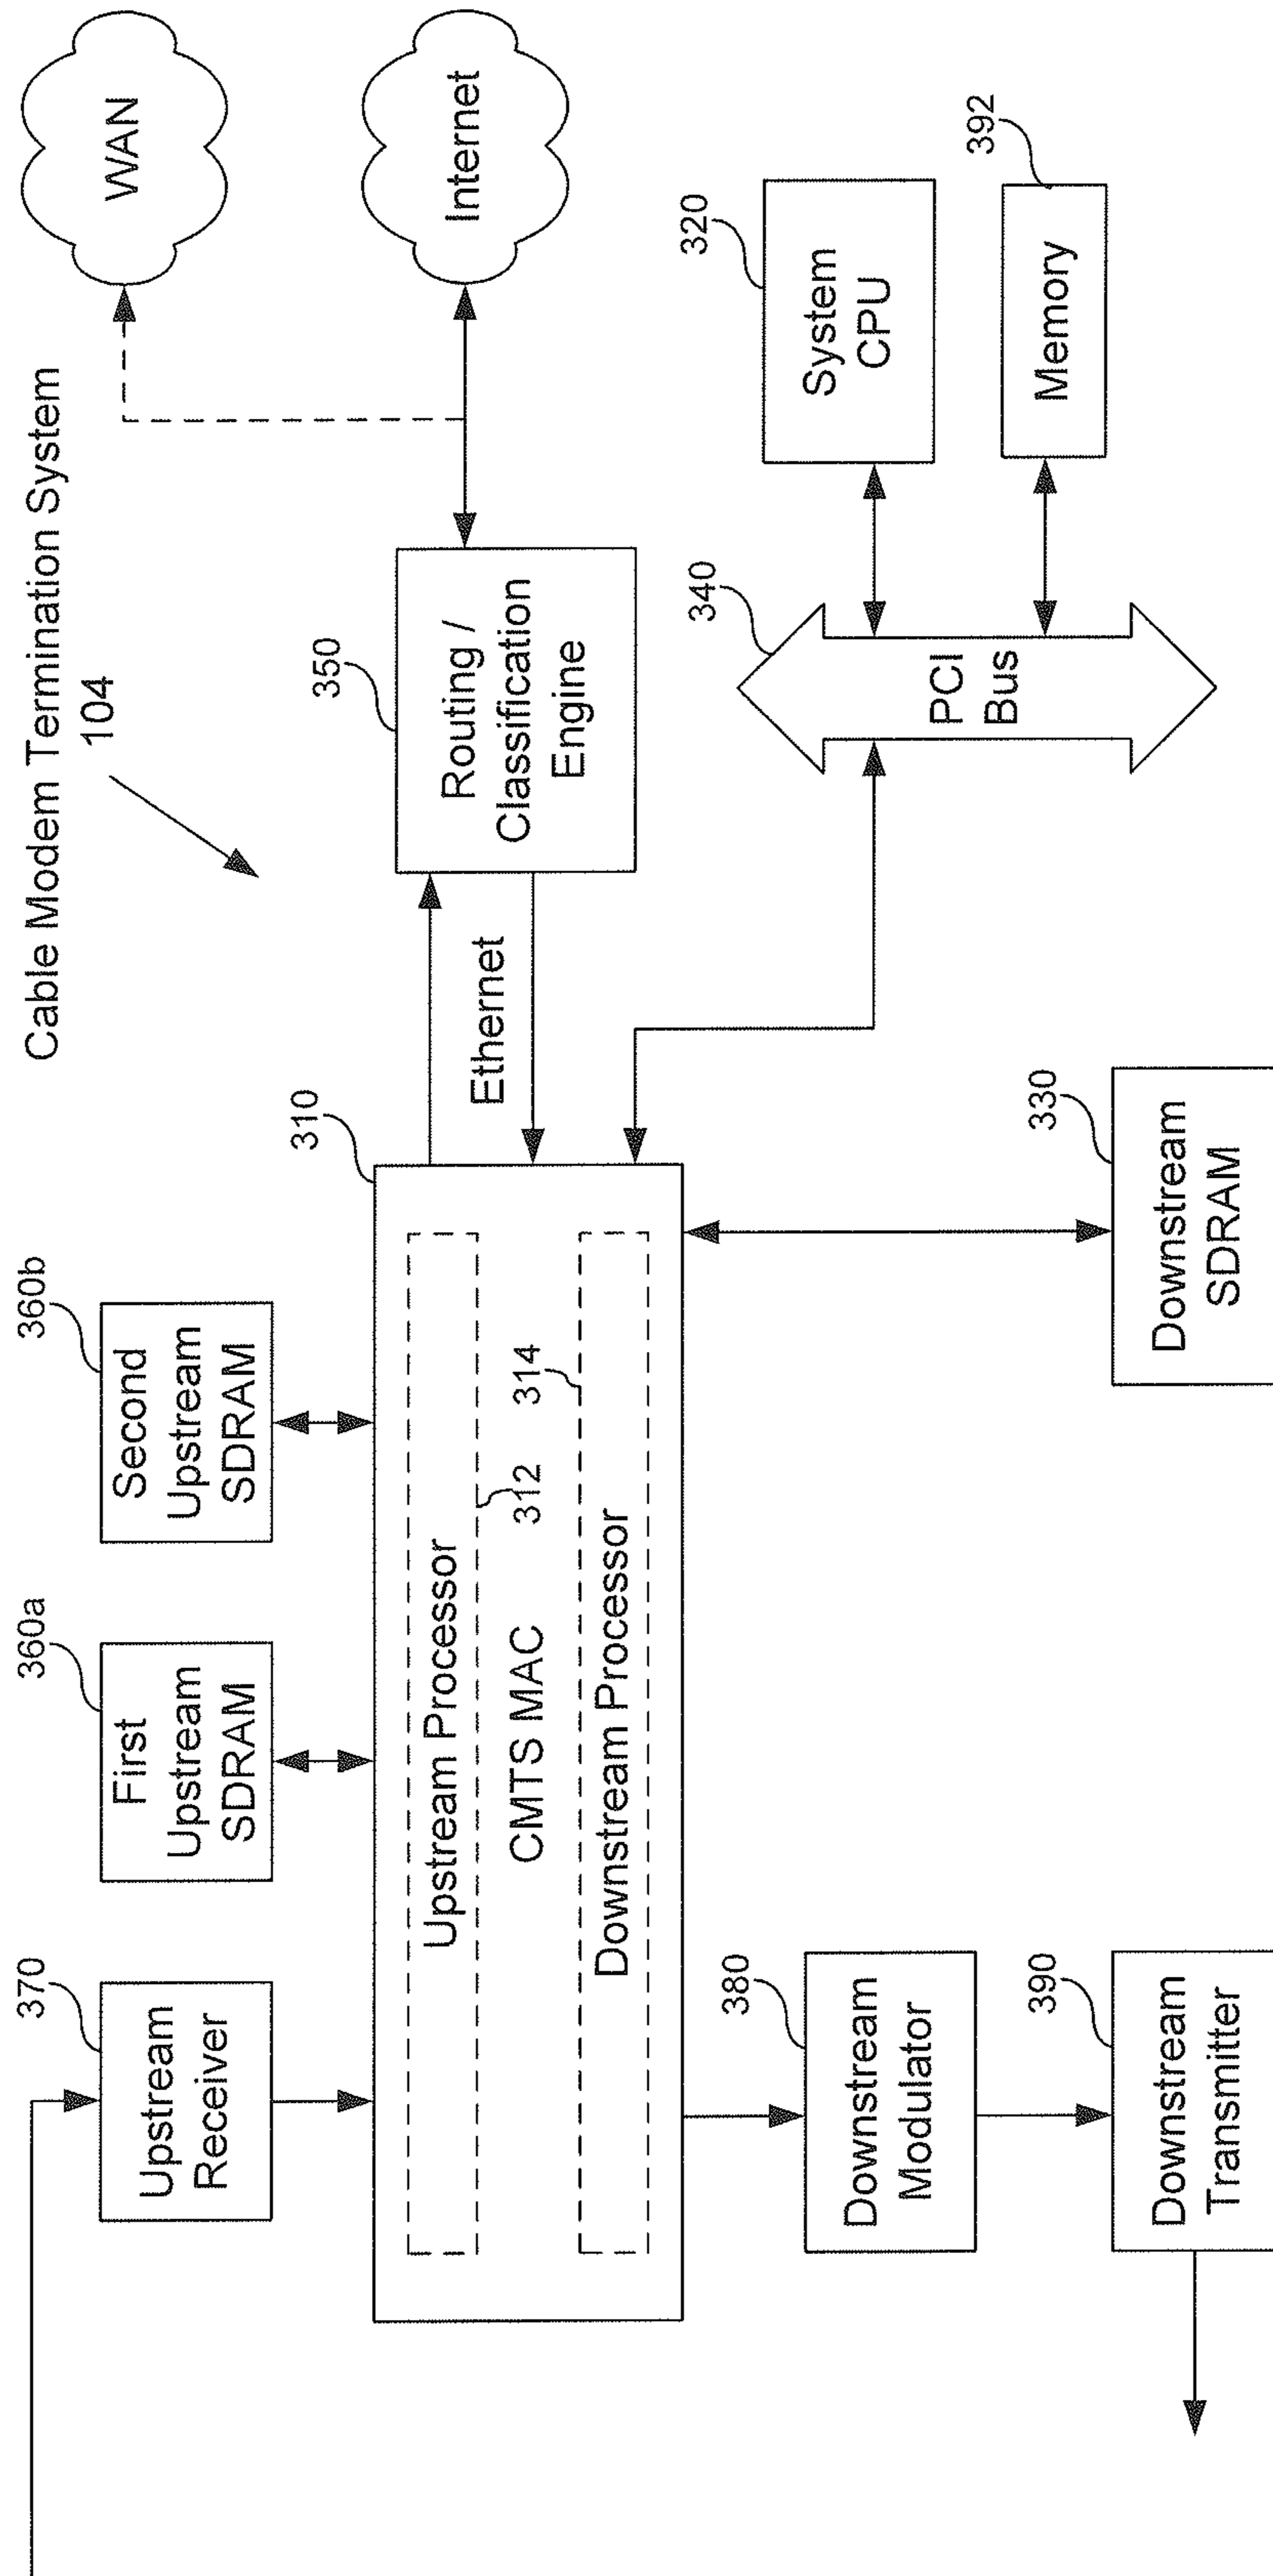 Cable Modem Termination System
104
370
Upstream
Receiver
360a
First
Upstream
SDRAM
360b
Second
Upstream
SDRAM
310
Upstream Processor
312
CMTS MAC
314
Downstream Processor
Ethernet
350
Routing /
Classification
Engine
WAN
Internet
380
Downstream
Modulator
390
Downstream
Transmitter
330
Downstream
SDRAM
340
PCI
Bus
320
System
CPU
392
Memory